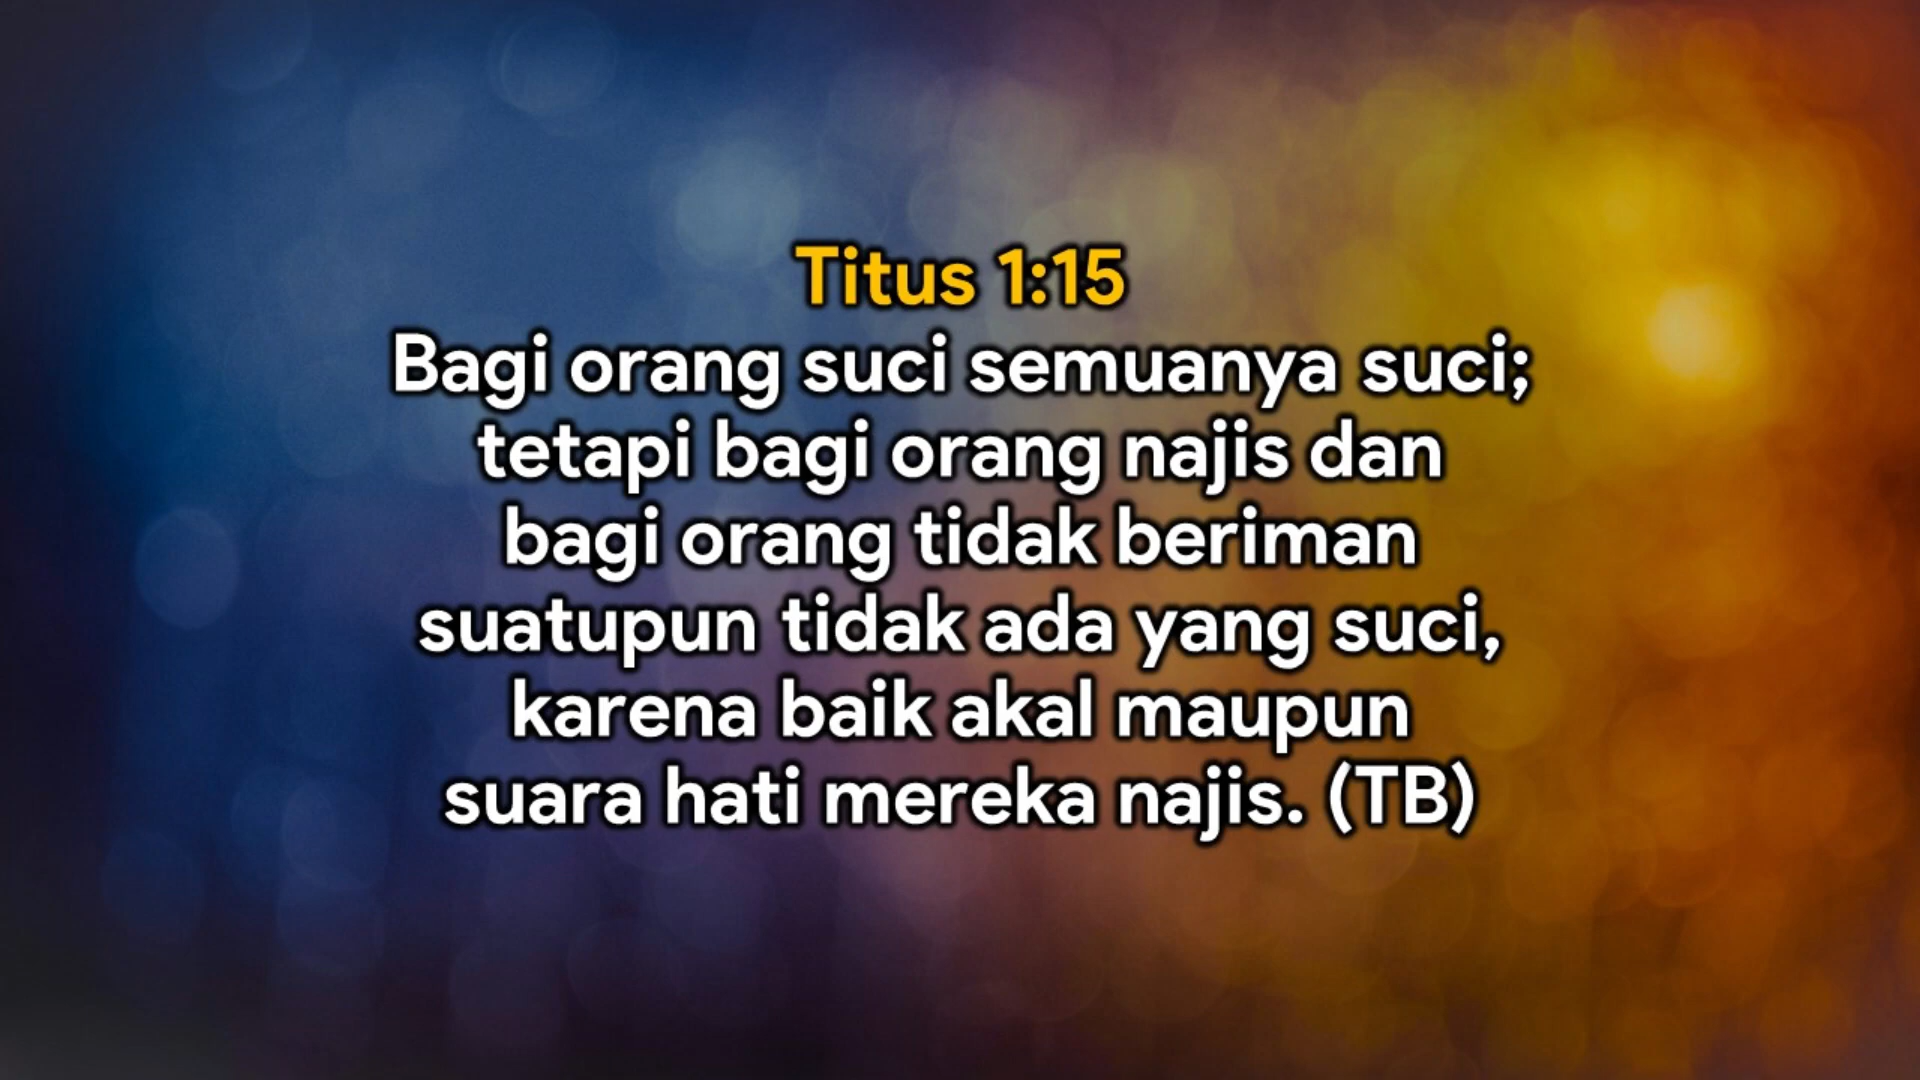 Titus 1:15
Bagi orang suci semuanya suci;
tetapi bagi orang najis dan
bagi orang tidak beriman
suatupun tidak ada yang suci,
karena baik akal maupun
suara hati mereka najis. (TB)